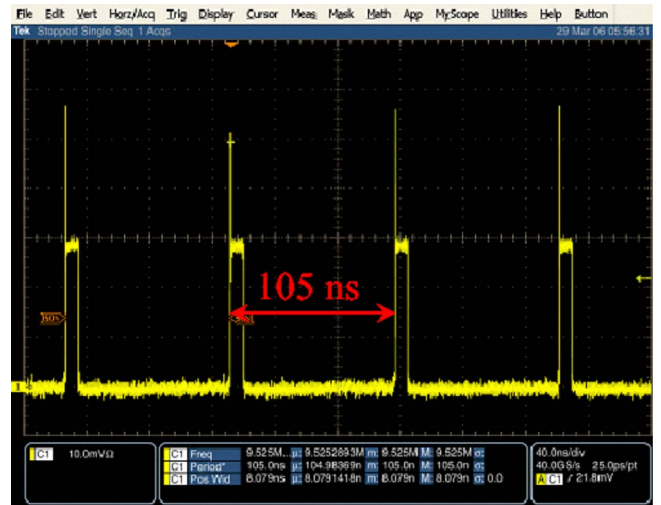 File Edit Vert Horz/Acq Trig Display Cursor Meas Mask Math App MyScope Utilities Help Button
Tek Stopped Single Seq 1 Acqs 29 Mar 06 05:56:31
105 ns
C1 10.0mVΩ
C1 Freq 9.525M... µ: 9.5252893M m: 9.525M M: 9.525M σ:
C1 Period* 105.0ns µ: 104.98369n m: 105.0n M: 105.0n σ:
C1 Pos Wid 8.079ns µ: 8.0791418n m: 8.079n M: 8.079n σ: 0.0
40.0ns/div
40.0GS/s 25.0ps/pt
A C1 / 21.8mV